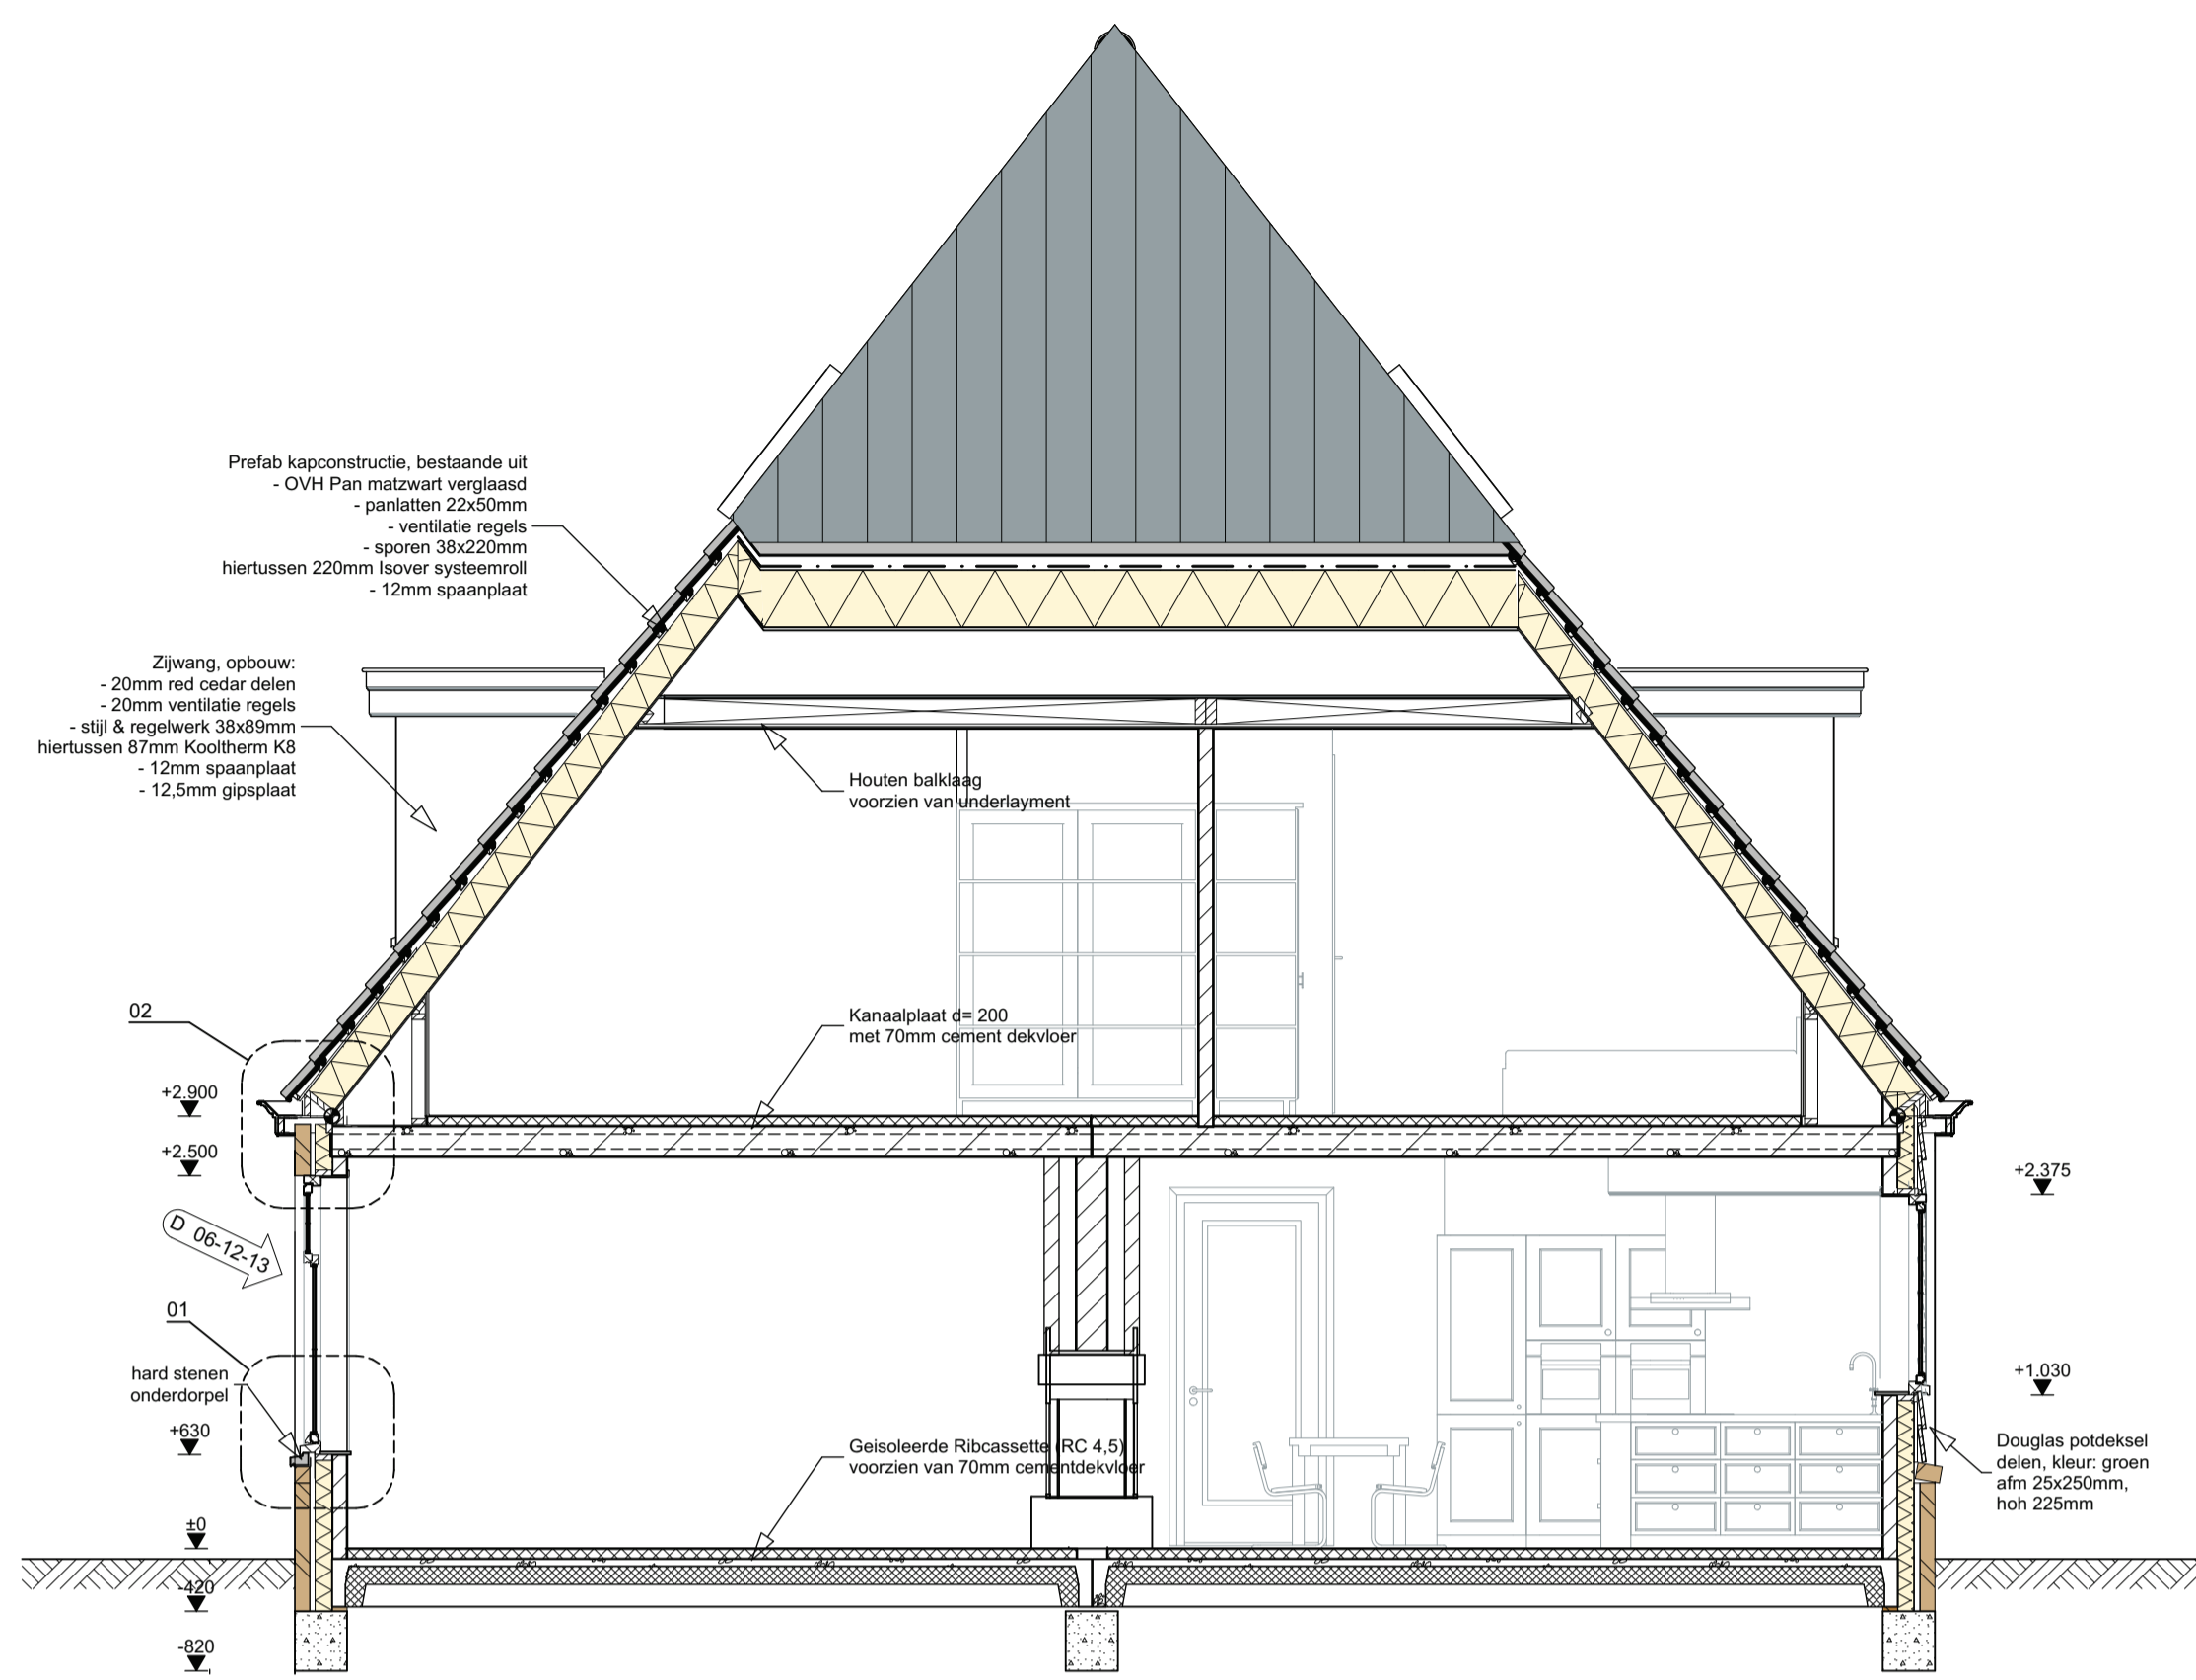 Prefab kapconstructie, bestaande uit
- OVH Pan matzwart verglaasd
- panlatten 22x50mm
- ventilatie regels
- sporen 38x220mm
hiertussen 220mm Isover systeemroll
- 12mm spaanplaat
Zijwang, opbouw:
- 20mm red cedar delen
- 20mm ventilatie regels
- stijl & regelwerk 38x89mm
hiertussen 87mm Kooltherm K8
- 12mm spaanplaat
- 12,5mm gipsplaat
Houten balklaag
voorzien van underlayment
02
Kanaalplaat d= 200
met 70mm cement dekvloer
+2.900
+2.500
+2.375
D 06-12-13
01
hard stenen
onderdorpel
+630
+1.030
Geisoleerde Ribcassette (RC 4,5)
voorzien van 70mm cementdekvloer
Douglas potdeksel
delen, kleur: groen
afm 25x250mm,
hoh 225mm
±0
-420
-820